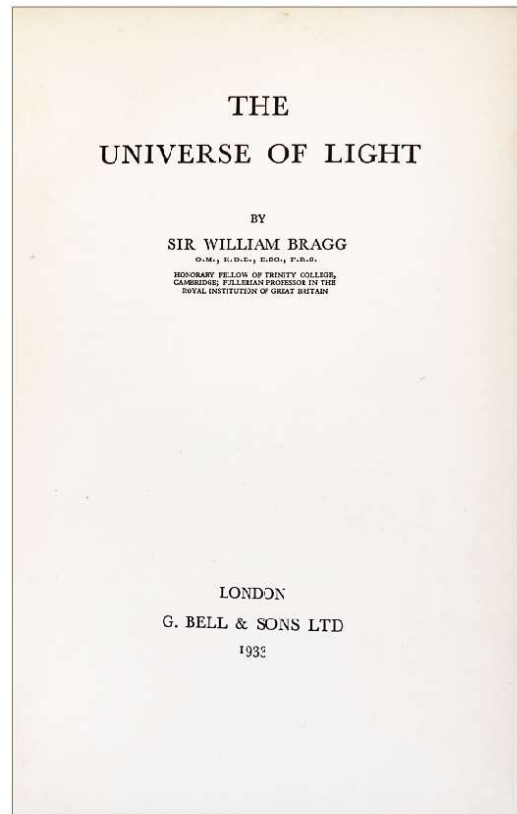 THE
UNIVERSE OF LIGHT
BY
SIR WILLIAM BRAGG
O.M., K.B.E., D.SC., F.R.S.
HONORARY FELLOW OF TRINITY COLLEGE,
CAMBRIDGE; FULLERIAN PROFESSOR IN THE
ROYAL INSTITUTION OF GREAT BRITAIN
LONDON
G. BELL & SONS LTD
1933